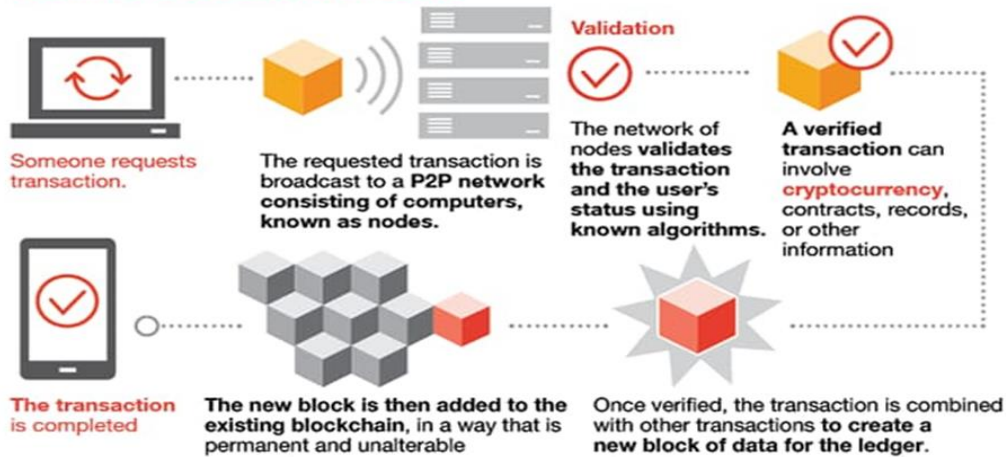 Someone requests
transaction.
The requested transaction is
broadcast to a P2P network
consisting of computers,
known as nodes.
Validation
The network of
nodes validates
the transaction
and the user's
status using
known algorithms.
A verified
transaction can
involve
cryptocurrency,
contracts, records,
or other
information
Once verified, the transaction is combined
with other transactions to create a
new block of data for the ledger.
The new block is then added to the
existing blockchain, in a way that is
permanent and unalterable
The transaction
is completed